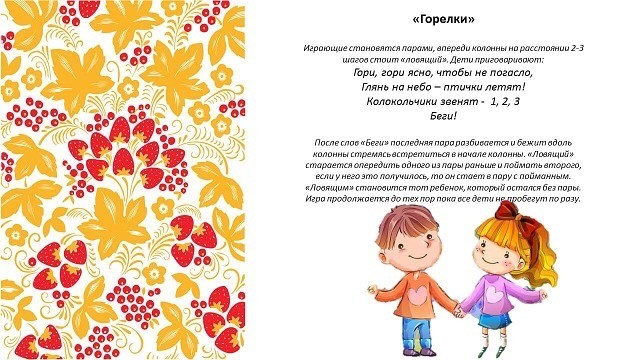 «Горелки»
Играющие становятся парами, впереди колонны на расстоянии 2-3
шагов стоит «ловящий». Дети приговаривают:
Гори, гори ясно, чтобы не погасло,
Глянь на небо – птички летят!
Колокольчики звенят - 1, 2, 3
Беги!
После слов «Беги» последняя пара разбивается и бежит вдоль
колонны стремясь встретиться в начале колонны. «Ловящий»
старается опередить одного из пары раньше и поймать второго,
если у него это получилось, то он стает в пару с пойманным.
«Ловящим» становится тот ребенок, который остался без пары.
Игра продолжается до тех пор пока все дети не пробегут по разу.